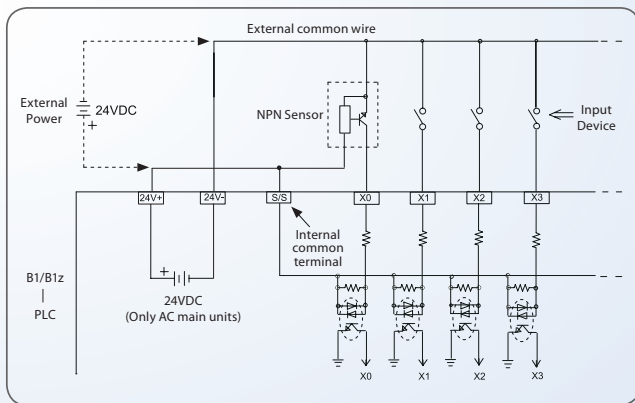 External common wire
External
Power
24VDC
+
NPN Sensor
Input
Device
24V+
24V-
S/S
X0
X1
X2
X3
Internal
common
terminal
+
24VDC
(Only AC main units)
B1/B1z
|
PLC
X0
X1
X2
X3